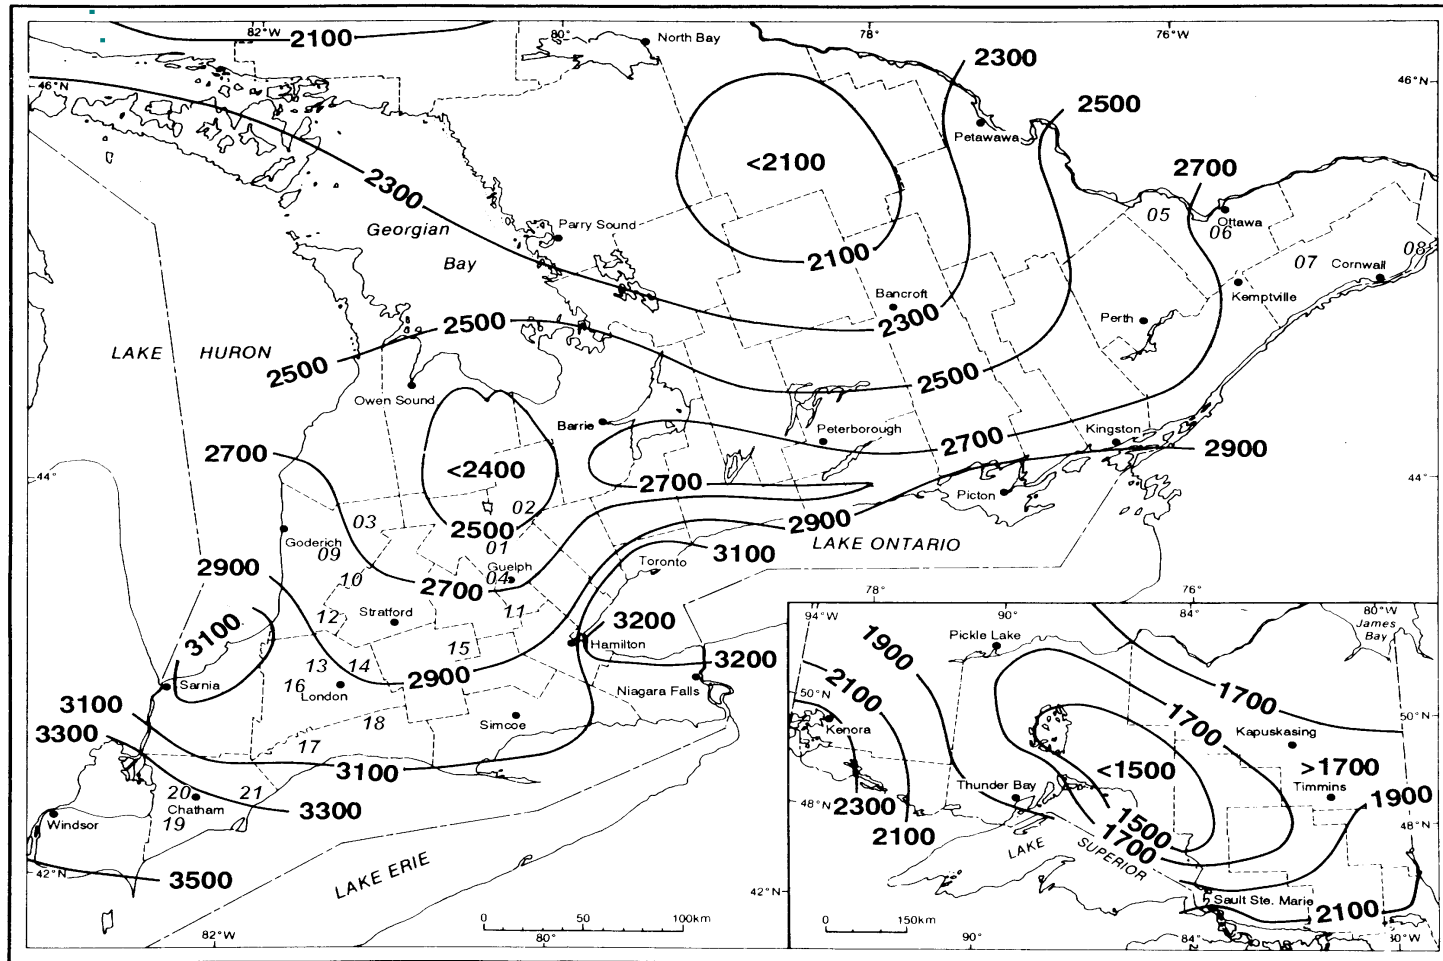 82°W
2100
80°
North Bay
78°
76°W
46°N
2300
46°N
2500
Petawawa
<2100
2700
2300
Parry Sound
Georgian
Bay
05
Ottawa
06
2100
07
Cornwall
08
Kemptville
Bancroft
2300
Perth
LAKE HURON
2500
2500
2500
Owen Sound
Barrie
Peterborough
2700
Kingston
2900
2700
<2400
2700
44°
44°
Picton
02
03
2500
2900
LAKE ONTARIO
Goderich
09
01
3100
Toronto
2900
10
2700
Guelph
04
78°
76°
12
Stratford
11
3200
Hamilton
3100
15
13
14
2900
3200
Sarnia
16
London
Niagara Falls
3100
18
Simcoe
3300
17
3100
20
Chatham
21
3300
19
Windsor
3500
42°N
LAKE ERIE
42°N
0 50 100km
82°W
80°
94°W
90°
84°
80°W
James
Bay
Pickle Lake
1900
2100
50°N
1700
1700
50°N
Kenora
Kapuskasing
<1500
>1700
Timmins
Thunder Bay
1900
48°N
2300
2100
1500
1700
48°N
LAKE SUPERIOR
Sault Ste. Marie
2100
0 150km
90°
84°
80°W